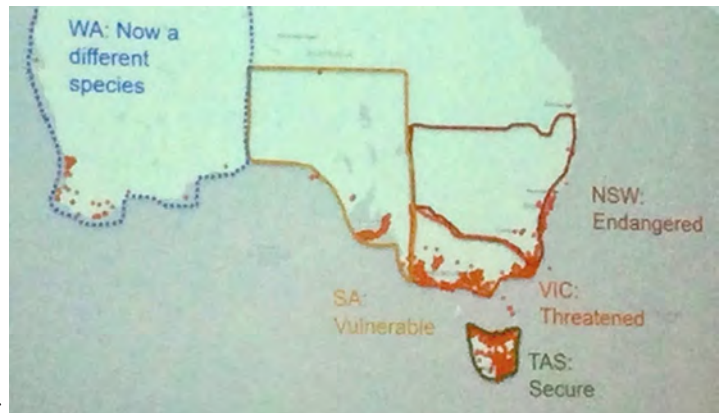 WA: Now a
different
species
NSW:
Endangered
SA:
Vulnerable
VIC:
Threatened
TAS:
Secure